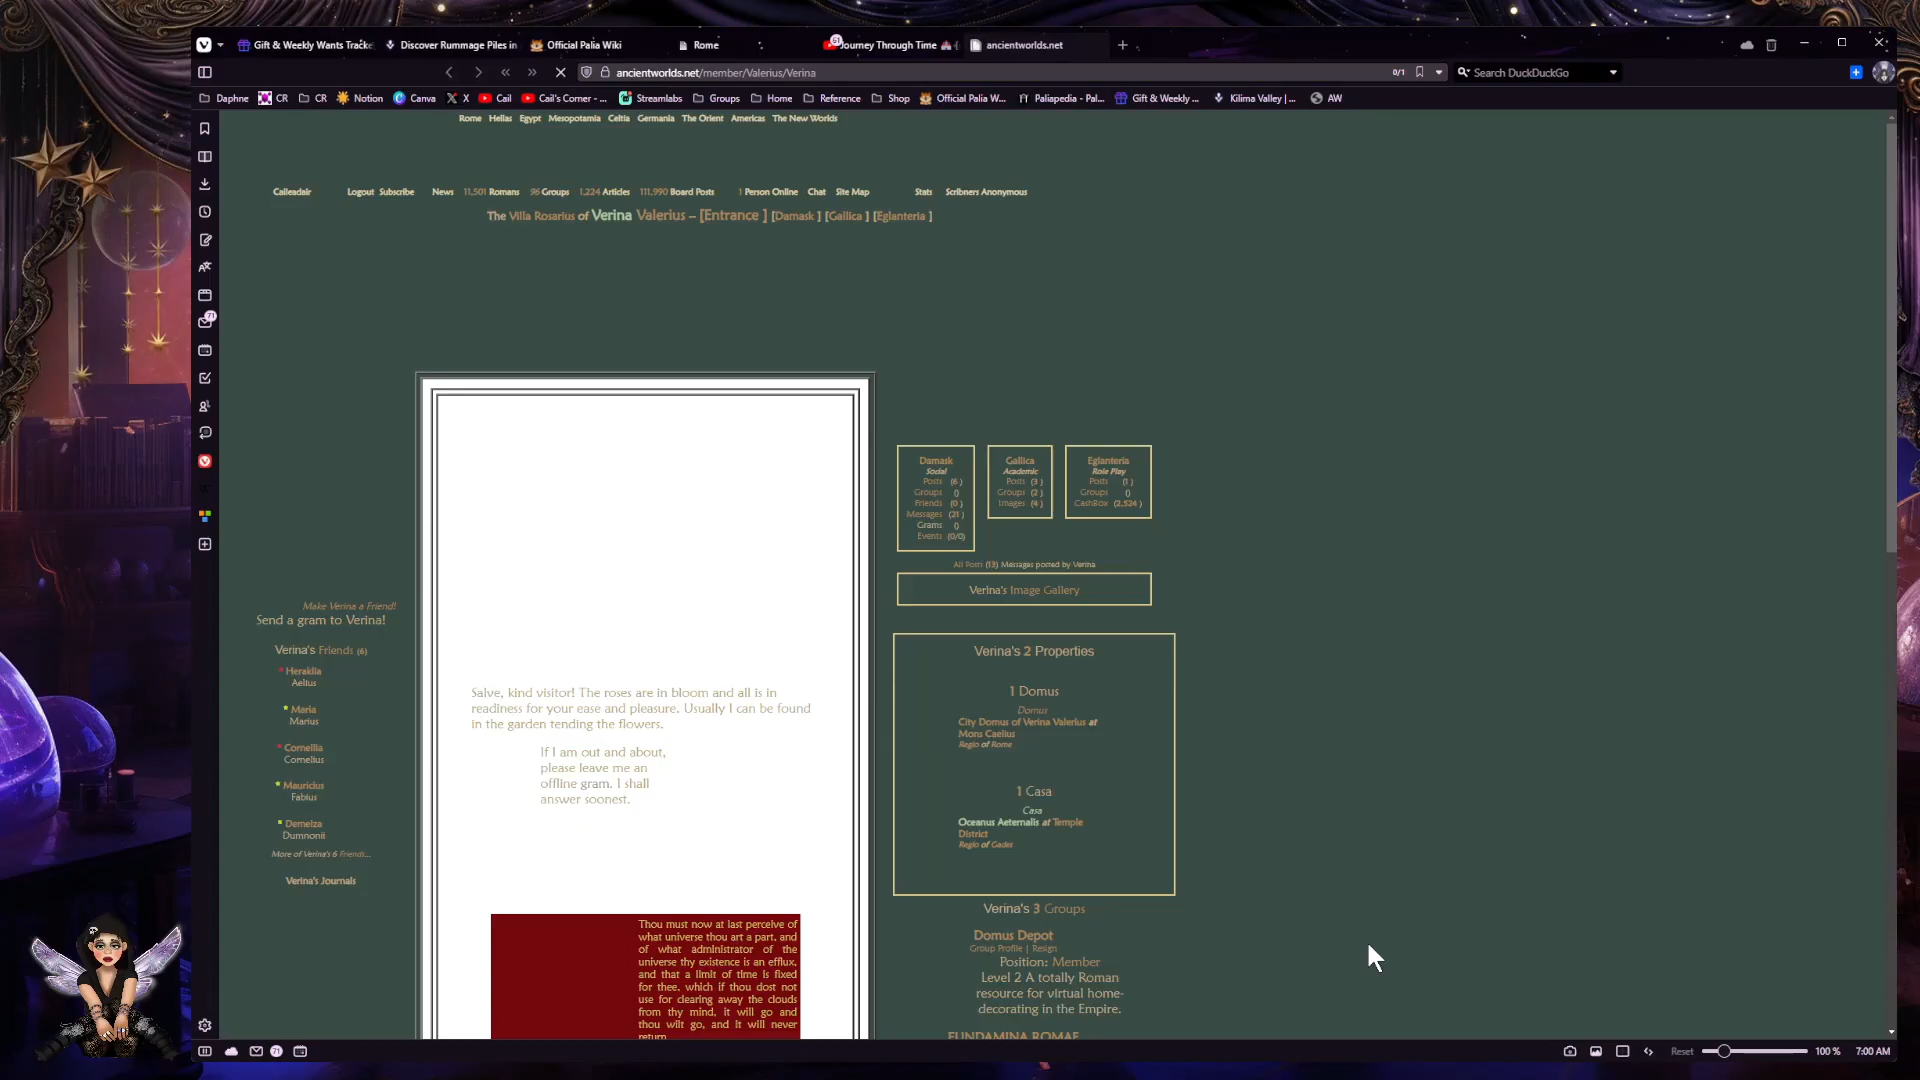 Gift & Weekly Wants Tracke
Discover Rummage Piles in
Official Palia Wiki
Rome
61
Journey Through Time
ancientworlds.net
ancientworlds.net/member/Valerius/Verina
0/1
Search DuckDuckGo
Daphne
CR
CR
Notion
Canva
X
Cail
Cail's Corner - ...
Streamlabs
Groups
Home
Reference
Shop
Official Palia W...
Paliapedia - Pal...
Gift & Weekly ...
Kilima Valley | ...
AW
Rome Hellas Egypt Mesopotamia Celtia Germania The Orient Americas The New Worlds
Caileadair Logout Subscribe News 11,501 Romans 96 Groups 1,224 Articles 111,990 Board Posts 1 Person Online Chat Site Map Stats Scribners Anonymous
The Villa Rosarius of Verina Valerius – [Entrance ] [Damask ] [Gallica ] [Eglanteria ]
Make Verina a Friend!
Send a gram to Verina!
Verina's Friends (6)
Heraklia
Aelius
Maria
Marius
Cornellia
Cornelius
Mauricius
Fabius
Demelza
Dumnonii
More of Verina's 6 Friends...
Verina's Journals
Salve, kind visitor! The roses are in bloom and all is in
readiness for your ease and pleasure. Usually I can be found
in the garden tending the flowers.
If I am out and about,
please leave me an
offline gram. I shall
answer soonest.
Thou must now at last perceive of
what universe thou art a part, and
of what administrator of the
universe thy existence is an efflux,
and that a limit of time is fixed
for thee, which if thou dost not
use for clearing away the clouds
from thy mind, it will go and
thou wilt go, and it will never
return.
Damask
Social
Posts (6 )
Groups ()
Friends (0 )
Messages (21 )
Grams ()
Events (0/0)
Gallica
Academic
Posts (3 )
Groups (2 )
Images (4 )
Eglanteria
Role Play
Posts (1 )
Groups ()
CashBox (2,524 )
All Posts (13) Messages posted by Verina
Verina's Image Gallery
Verina's 2 Properties
1 Domus
Domus
City Domus of Verina Valerius at
Mons Caelius
Regio of Rome
1 Casa
Casa
Oceanus Aeternalis at Temple
District
Regio of Gades
Verina's 3 Groups
Domus Depot
Group Profile | Resign
Position: Member
Level 2 A totally Roman
resource for virtual home-
decorating in the Empire.
FUNDAMINA ROMAE
71
71
Reset
100 %
7:00 AM